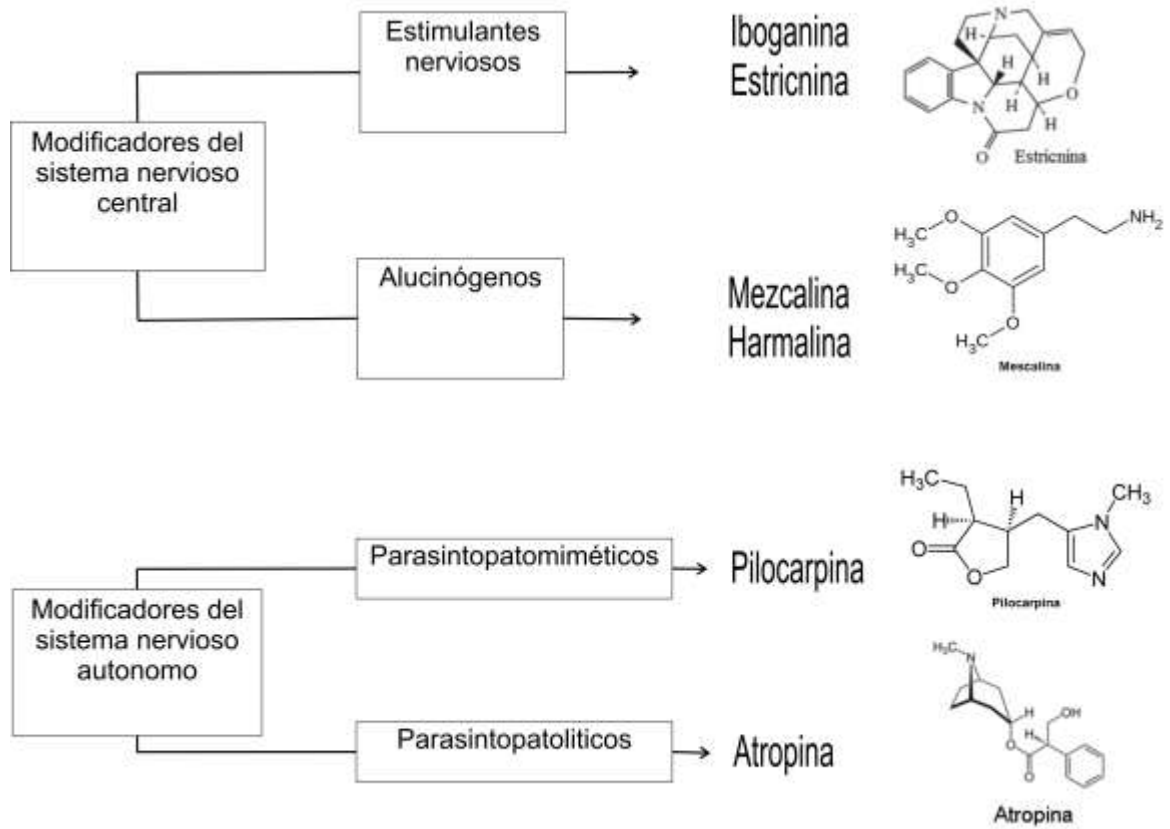 Estimulantes
nerviosos
Iboganina
Estricnina
N
H
H
H
H
N
H
O
O
Estricnina
Modificadores del
sistema nervioso
central
Alucinógenos
Mezcalina
Harmalina
O
H₃C
NH₂
H₃C
O
O
H₃C
Mescalina
Parasintopatomiméticos
Pilocarpina
H₃C
H
CH₃
H
N
O
O
N
Pilocarpina
Modificadores del
sistema nervioso
autonomo
Parasintopatoliticos
Atropina
H₃C
N
H
OH
H
O
O
Atropina